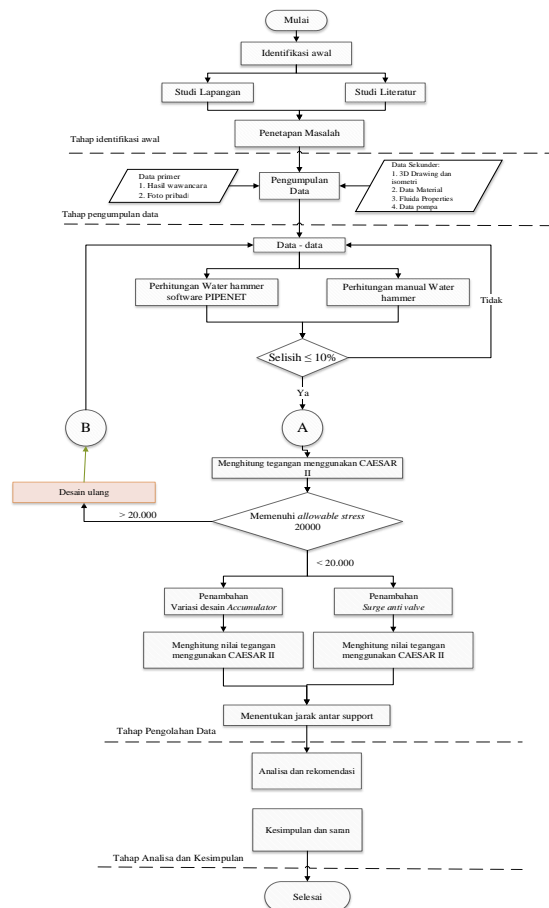 Mulai
Identifikasi awal
Studi Lapangan
Studi Literatur
Penetapan Masalah
Tahap identifikasi awal
Data primer
1. Hasil wawancara
2. Foto pribadi
Pengumpulan
Data
Data Sekunder:
1. 3D Drawing dan
isometri
2. Data Material
3. Fluida Properties
4. Data pompa
Tahap pengumpulan data
Data - data
Perhitungan Water hammer
software PIPENET
Perhitungan manual Water
hammer
Tidak
Selisih ≤ 10%
Ya
B
A
Menghitung tegangan menggunakan CAESAR
II
Desain ulang
> 20.000
Memenuhi allowable stress
20000
< 20.000
Penambahan
Variasi desain Accumulator
Penambahan
Surge anti valve
Menghitung nilai tegangan
menggunakan CAESAR II
Menghitung nilai tegangan
menggunakan CAESAR II
Menentukan jarak antar support
Tahap Pengolahan Data
Analisa dan rekomendasi
Kesimpulan dan saran
Tahap Analisa dan Kesimpulan
Selesai